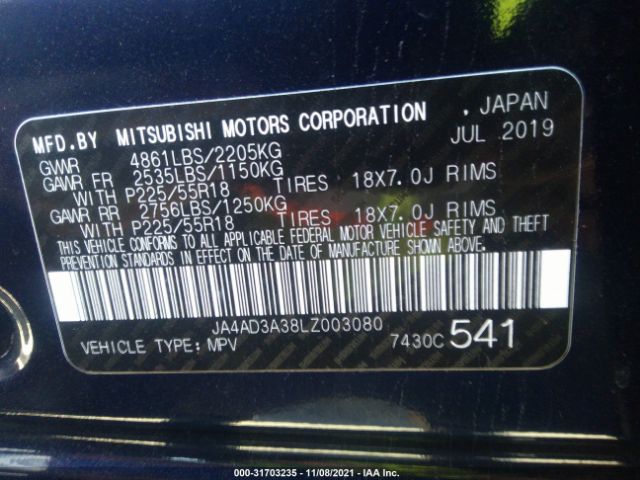 MFD.BY MITSUBISHI MOTORS CORPORATION , JAPAN
JUL 2019
GVWR 4861LBS/2205KG
GAWR FR 2535LBS/1150KG
WITH P225/55R18 TIRES 18X7.0J RIMS
GAWR RR 2756LBS/1250KG
WITH P225/55R18 TIRES 18X7.0J RIMS
THIS VEHICLE CONFORMS TO ALL APPLICABLE FEDERAL MOTOR VEHICLE SAFETY AND THEFT
PREVENTION STANDARDS IN EFFECT ON THE DATE OF MANUFACTURE SHOWN ABOVE.
JA4AD3A38LZ003080
VEHICLE TYPE: MPV 7430C 541
000-31703235 - 11/08/2021 - IAA Inc.